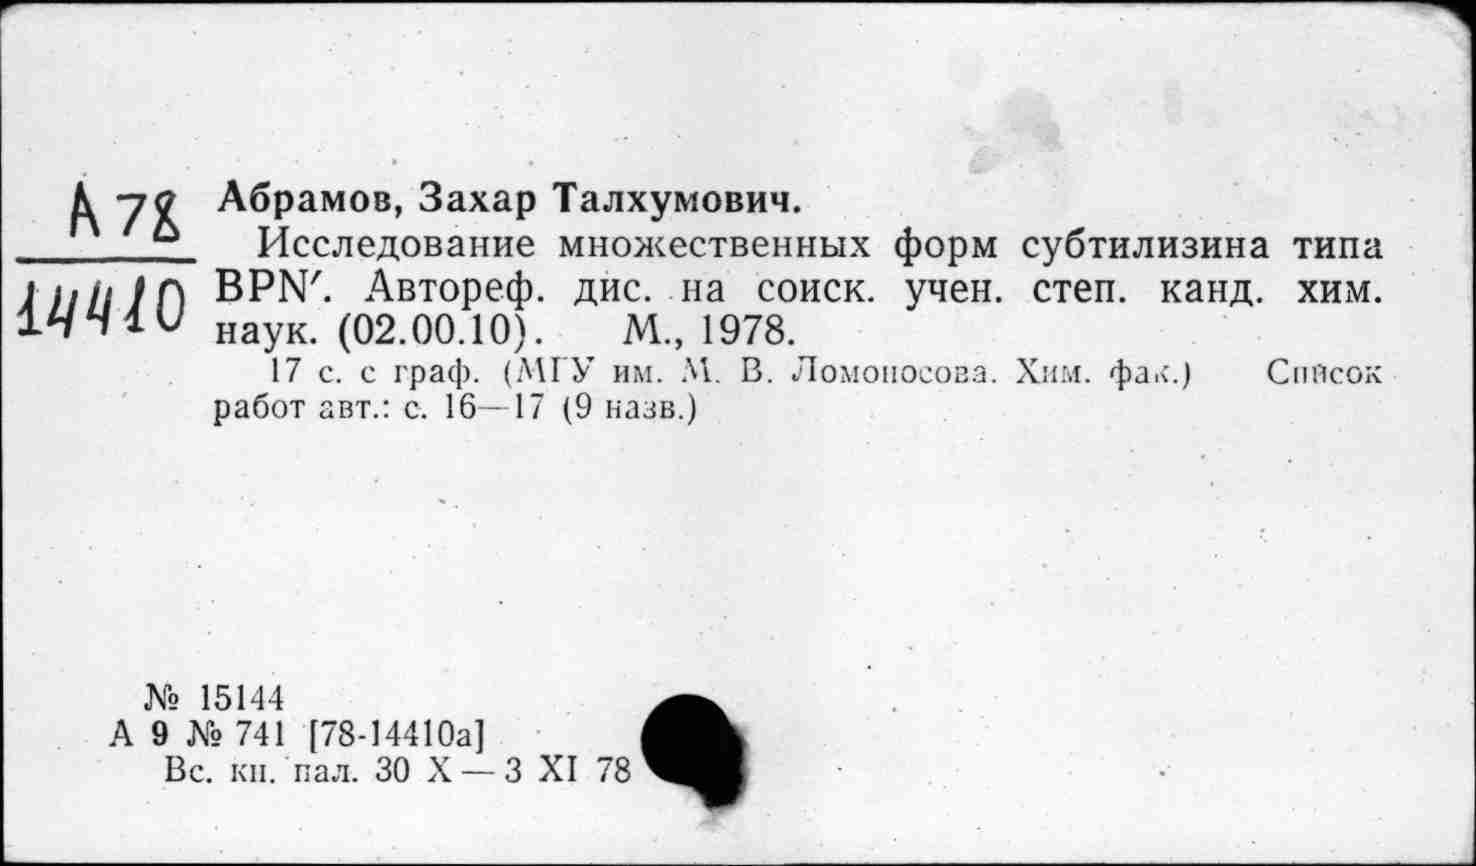 А 78
14410
Абрамов, Захар Талхумович.
Исследование множественных форм субтилизина типа
BPN′. Автореф. дис. на соиск. учен. степ. канд. хим.
наук. (02.00.10). М., 1978.
17 с. с граф. (МГУ им. М. В. Ломоносова. Хим. фак.) Список
работ авт.: с. 16—17 (9 назв.)
№ 15144
А 9 № 741 [78-14410а]
Вс. кн. пал. 30 X — 3 XI 78